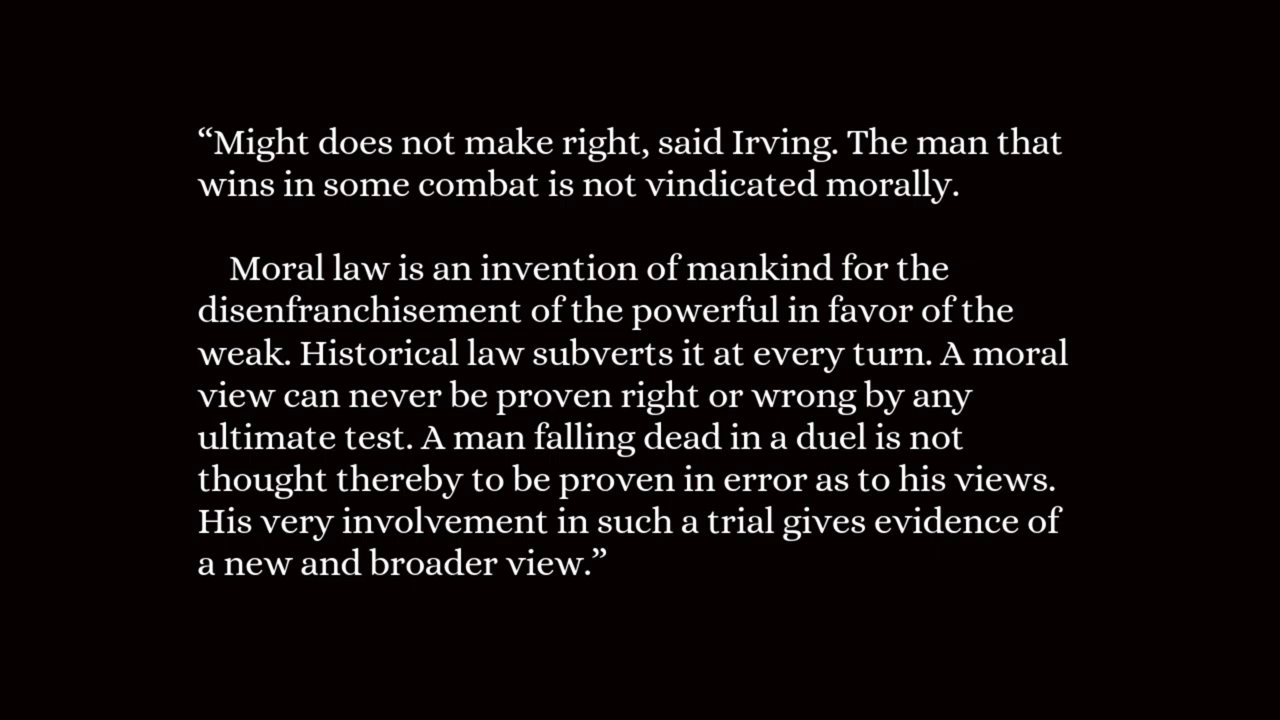 “Might does not make right, said Irving. The man that
wins in some combat is not vindicated morally.
Moral law is an invention of mankind for the
disenfranchisement of the powerful in favor of the
weak. Historical law subverts it at every turn. A moral
view can never be proven right or wrong by any
ultimate test. A man falling dead in a duel is not
thought thereby to be proven in error as to his views.
His very involvement in such a trial gives evidence of
a new and broader view.”